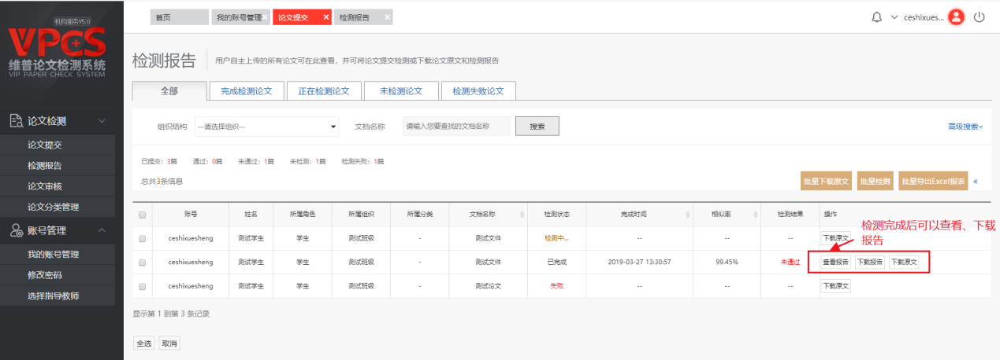 机构服务V5.0
VPCS
维普论文检测系统
VIP PAPER CHECK SYSTEM
首页 我的账号管理 × 论文提交 × 检测报告 ×
ceshixues...
检测报告 用户自主上传的所有论文可在此查看，并可将论文提交检测或下载论文原文和检测报告
全部 完成检测论文 正在检测论文 未检测论文 检测失败论文
论文检测
论文提交
检测报告
论文审核
论文分类管理
账号管理
我的账号管理
修改密码
选择指导教师
组织结构 ---请选择组织--- 文档名称 请输入您要查找的文档名称 搜索 高级搜索
已提交：3篇 通过：0篇 未通过：1篇 未检测：1篇 检测失败：1篇
总共3条信息
批量下载原文 批量检测 批量导出Excel报表 «
账号 姓名 所属角色 所属组织 所属分类 文档名称 检测状态 完成时间 相似率 检测结果 操作
检测完成后可以查看、下载
报告
ceshixuesheng 测试学生 学生 测试班级 - 测试文件 检测中... -- -- -- 下载原文
ceshixuesheng 测试学生 学生 测试班级 - 测试文件 已完成 2019-03-27 13:30:57 99.45% 未通过 查看报告 下载报告 下载原文
ceshixuesheng 测试学生 学生 测试班级 - 测试论文 失败 -- -- -- 下载原文
显示第 1 到第 3 条记录
全选 取消